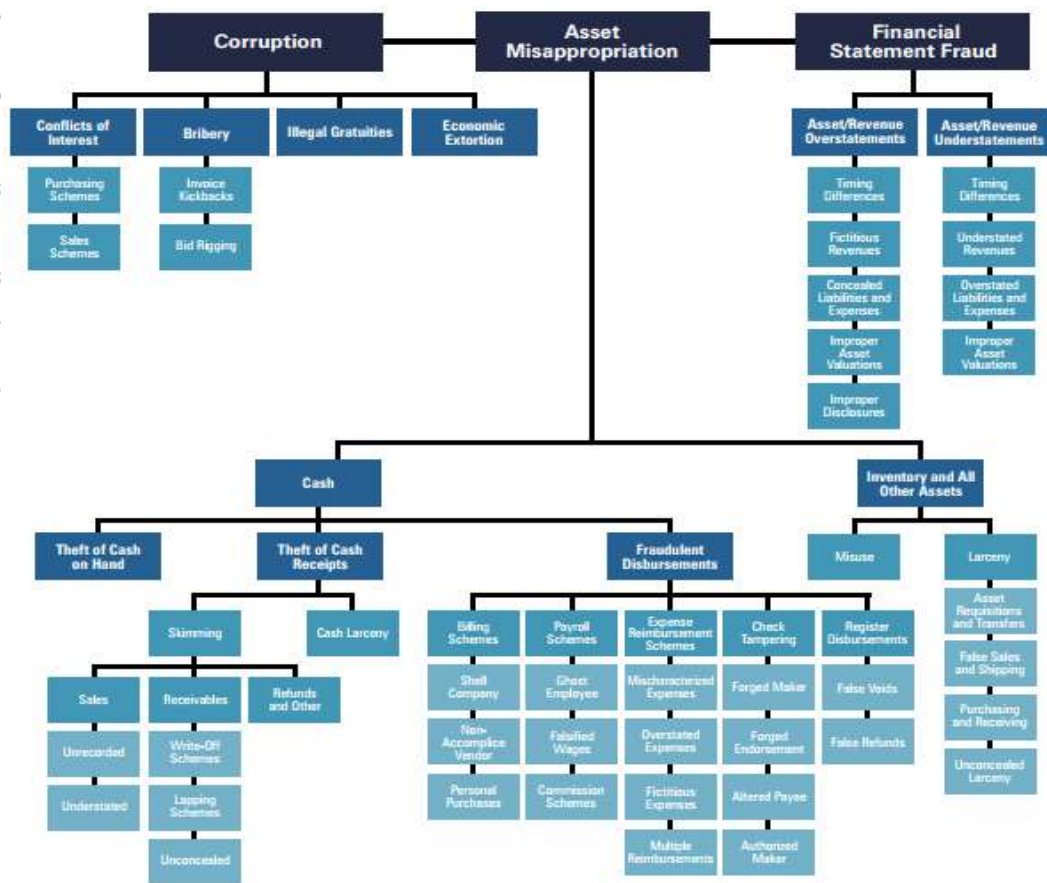 Corruption
Asset
Misappropriation
Financial
Statement Fraud
Conflicts of
Interest
Bribery
Illegal Gratuities
Economic
Extortion
Asset/Revenue
Overstatements
Asset/Revenue
Understatements
Purchasing
Schemes
Invoice
Kickbacks
Timing
Differences
Timing
Differences
Sales
Schemes
Bid Rigging
Fictitious
Revenues
Understated
Revenues
Concealed
Liabilities and
Expenses
Overstated
Liabilities and
Expenses
Improper
Asset
Valuations
Improper
Asset
Valuations
Improper
Disclosures
Cash
Inventory and All
Other Assets
Theft of Cash
on Hand
Theft of Cash
Receipts
Fraudulent
Disbursements
Misuse
Larceny
Skimming
Cash Larceny
Billing
Schemes
Payroll
Schemes
Expense
Reimbursement
Schemes
Check
Tampering
Register
Disbursements
Asset
Requisitions
and Transfers
Sales
Receivables
Refunds
and Other
Shell
Company
Ghost
Employee
Mischaracterized
Expenses
Forged Maker
False Voids
False Sales
and Shipping
Unrecorded
Write-Off
Schemes
Non-
Accomplice
Vendor
Falsified
Wages
Overstated
Expenses
Forged
Endorsement
False Refunds
Purchasing
and Receiving
Understated
Lapping
Schemes
Personal
Purchases
Commission
Schemes
Fictitious
Expenses
Altered Payee
Unconcealed
Larceny
Unconcealed
Multiple
Reimbursements
Authorized
Maker